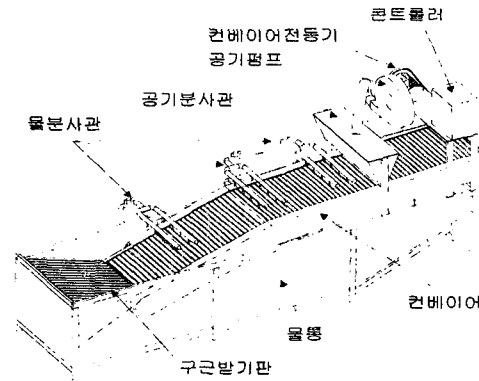 콘트롤러
컨베이어전동기
공기펌프
공기분사관
물분사관
컨베이어
물통
구근받기판